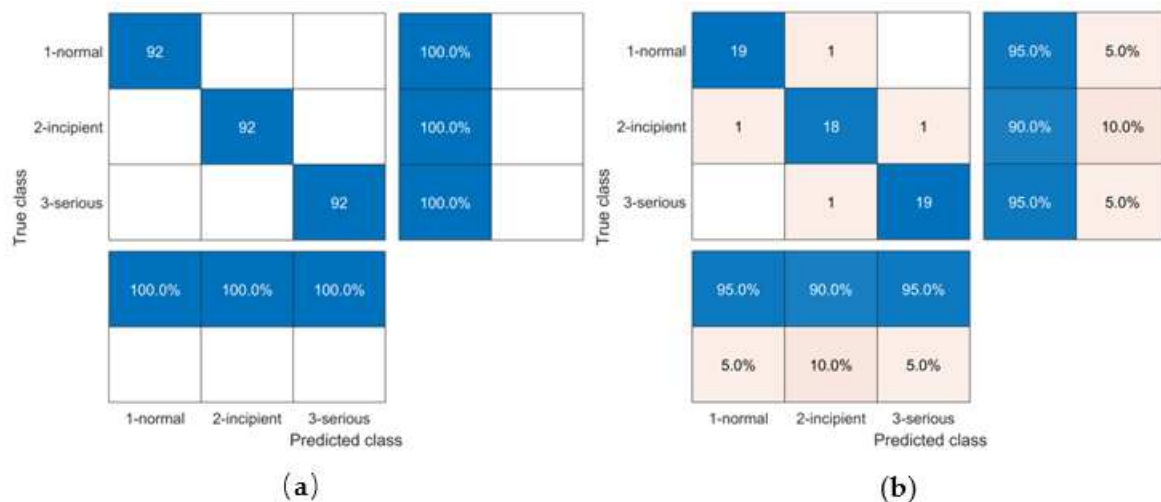 1-normal 92 100.0%
2-incipient 92 100.0%
3-serious 92 100.0%
True class
100.0% 100.0% 100.0%
1-normal 2-incipient 3-serious
Predicted class
(a)
1-normal 19 1 95.0% 5.0%
2-incipient 1 18 1 90.0% 10.0%
3-serious 1 19 95.0% 5.0%
True class
95.0% 90.0% 95.0%
5.0% 10.0% 5.0%
1-normal 2-incipient 3-serious
Predicted class
(b)